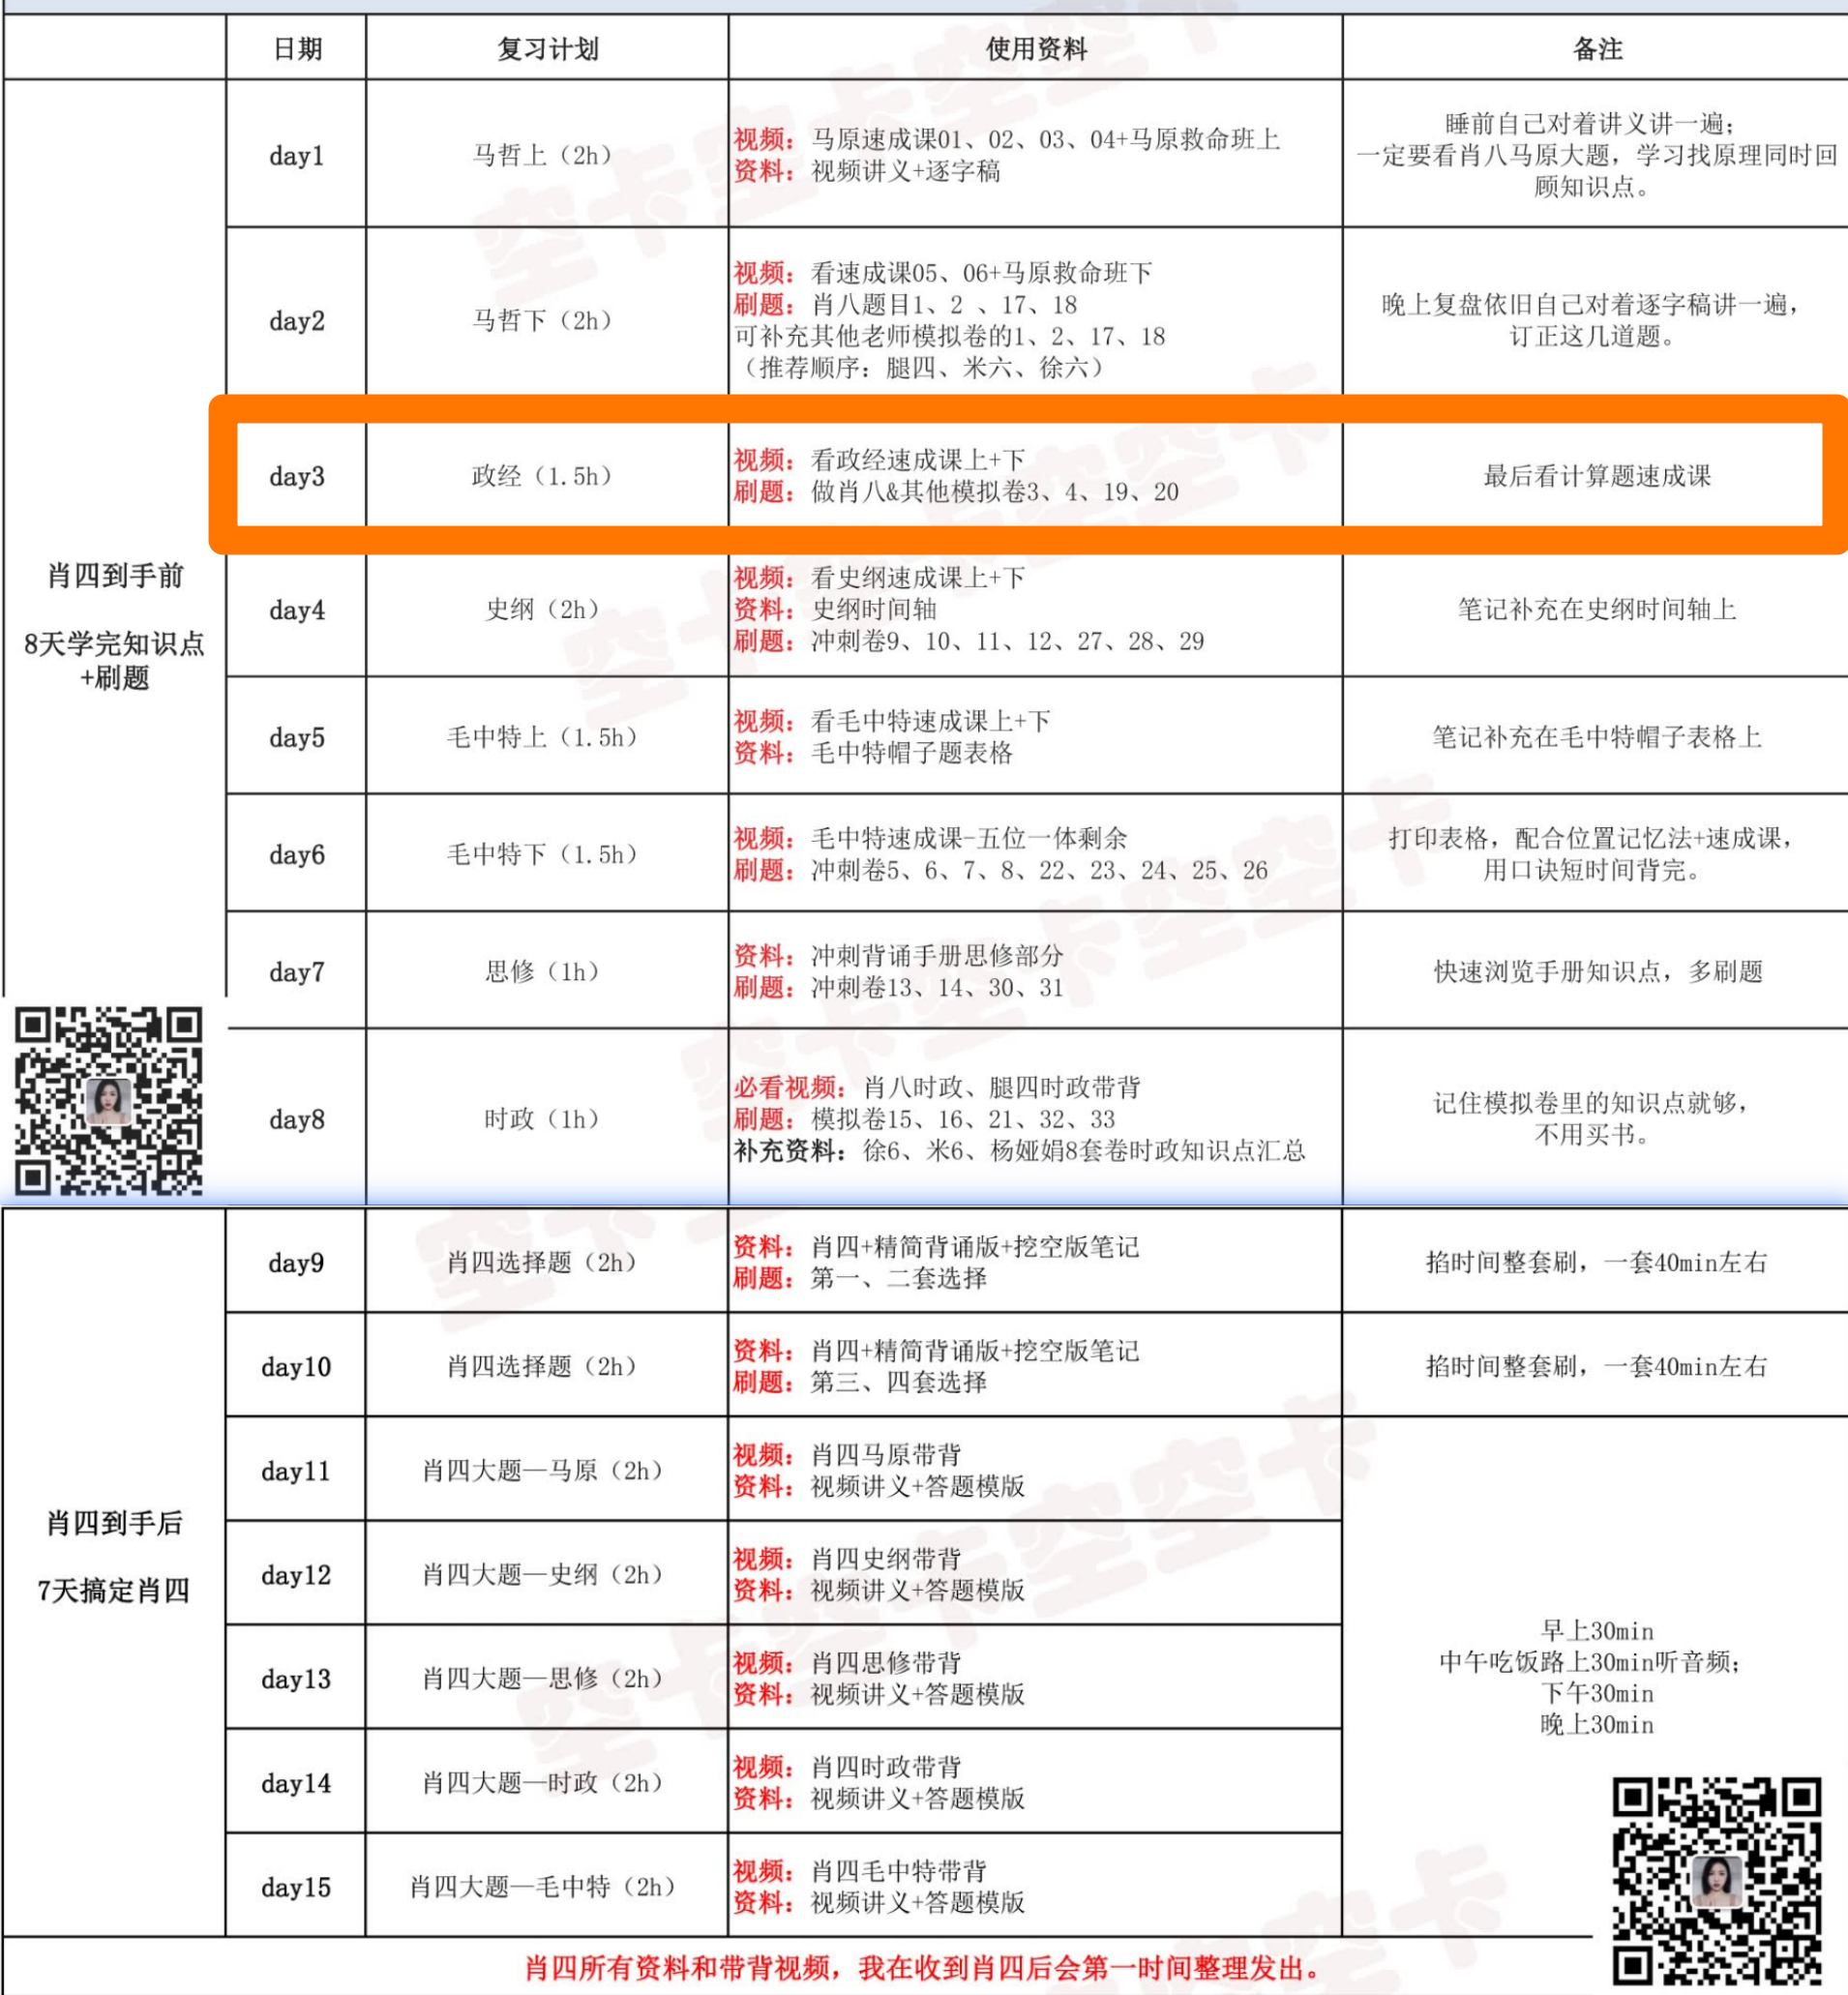 日期
复习计划
使用资料
备注
肖四到手前
8天学完知识点
+刷题
day1
马哲上（2h）
视频：马原速成课01、02、03、04+马原救命班上
资料：视频讲义+逐字稿
睡前自己对着讲义讲一遍；
一定要看肖八马原大题，学习找原理同时回
顾知识点。
day2
马哲下（2h）
视频：看速成课05、06+马原救命班下
刷题：肖八题目1、2 、17、18
可补充其他老师模拟卷的1、2、17、18
（推荐顺序：腿四、米六、徐六）
晚上复盘依旧自己对着逐字稿讲一遍，
订正这几道题。
day3
政经（1.5h）
视频：看政经速成课上+下
刷题：做肖八&其他模拟卷3、4、19、20
最后看计算题速成课
day4
史纲（2h）
视频：看史纲速成课上+下
资料：史纲时间轴
刷题：冲刺卷9、10、11、12、27、28、29
笔记补充在史纲时间轴上
day5
毛中特上（1.5h）
视频：看毛中特速成课上+下
资料：毛中特帽子题表格
笔记补充在毛中特帽子表格上
day6
毛中特下（1.5h）
视频：毛中特速成课-五位一体剩余
刷题：冲刺卷5、6、7、8、22、23、24、25、26
打印表格，配合位置记忆法+速成课，
用口诀短时间背完。
day7
思修（1h）
资料：冲刺背诵手册思修部分
刷题：冲刺卷13、14、30、31
快速浏览手册知识点，多刷题
day8
时政（1h）
必看视频：肖八时政、腿四时政带背
刷题：模拟卷15、16、21、32、33
补充资料：徐6、米6、杨娅娟8套卷时政知识点汇总
记住模拟卷里的知识点就够，
不用买书。
肖四到手后
7天搞定肖四
day9
肖四选择题（2h）
资料：肖四+精简背诵版+挖空版笔记
刷题：第一、二套选择
掐时间整套刷，一套40min左右
day10
肖四选择题（2h）
资料：肖四+精简背诵版+挖空版笔记
刷题：第三、四套选择
掐时间整套刷，一套40min左右
day11
肖四大题—马原（2h）
视频：肖四马原带背
资料：视频讲义+答题模版
day12
肖四大题—史纲（2h）
视频：肖四史纲带背
资料：视频讲义+答题模版
day13
肖四大题—思修（2h）
视频：肖四思修带背
资料：视频讲义+答题模版
day14
肖四大题—时政（2h）
视频：肖四时政带背
资料：视频讲义+答题模版
day15
肖四大题—毛中特（2h）
视频：肖四毛中特带背
资料：视频讲义+答题模版
早上30min
中午吃饭路上30min听音频；
下午30min
晚上30min
肖四所有资料和带背视频，我在收到肖四后会第一时间整理发出。
空卡空空卡
空卡空空卡
空卡空空卡
空卡空空卡